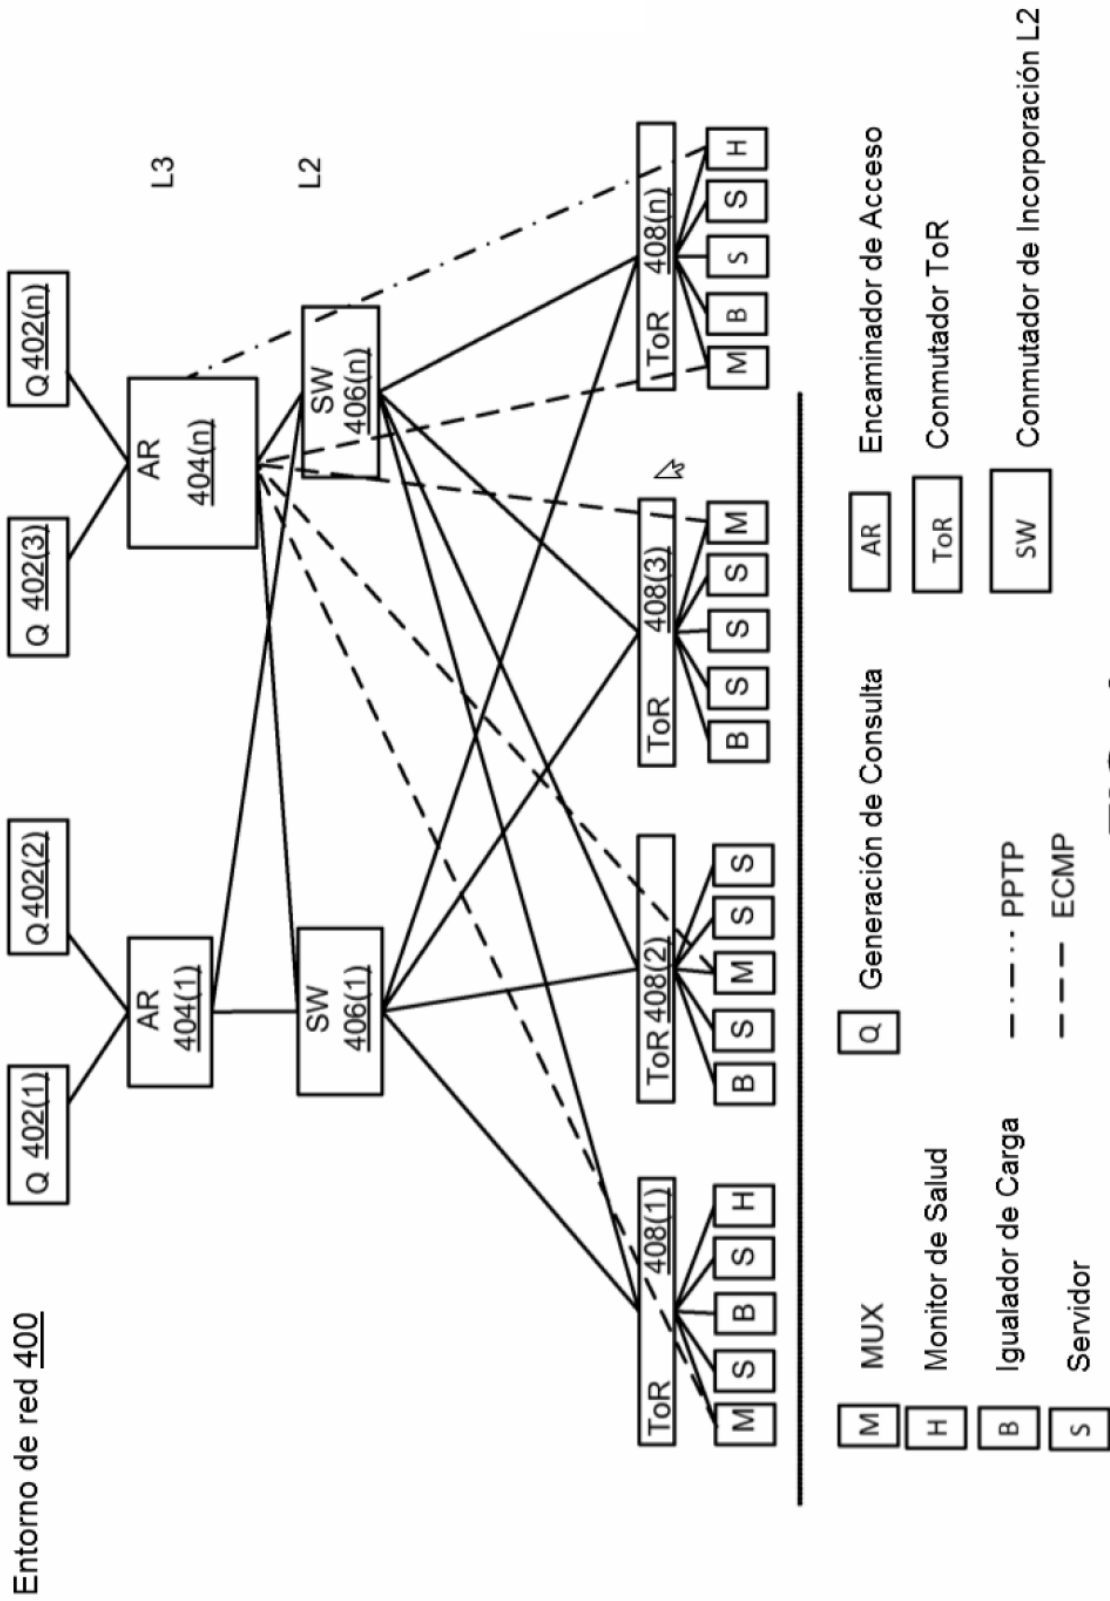 Entorno de red 400
Q 402(1)
Q 402(2)
Q 402(3)
Q 402(n)
AR
404(1)
AR
404(n)
L3
SW
406(1)
SW
406(n)
L2
ToR 408(1)
ToR 408(2)
ToR 408(3)
ToR 408(n)
M S B S H
B S M S S
B S S S M
M B S S H
M MUX
H Monitor de Salud
B Igualador de Carga
S Servidor
Q Generación de Consulta
PPTP
ECMP
AR Encaminador de Acceso
ToR Conmutador ToR
SW Conmutador de Incorporación L2